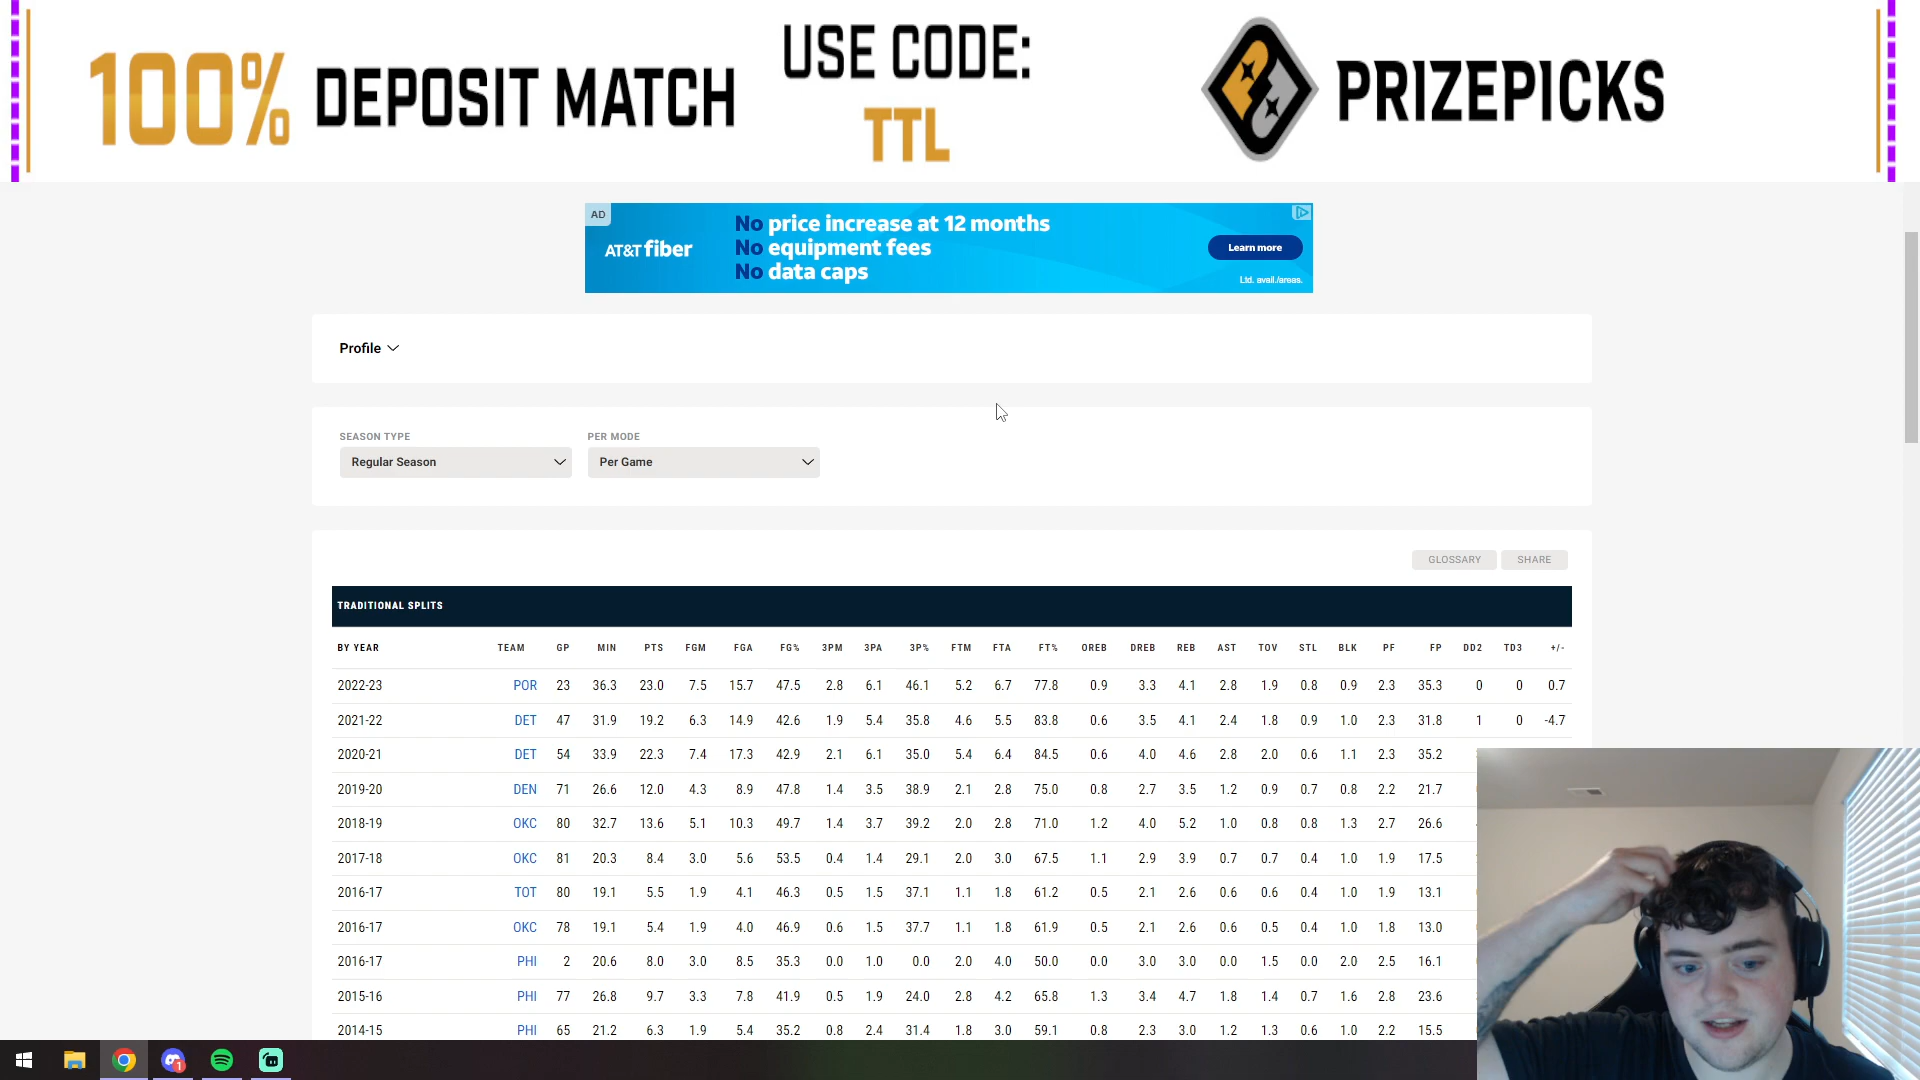 100% DEPOSIT MATCH
USE CODE:
TTL
PRIZEPICKS
AD
AT&T fiber
No price increase at 12 months
No equipment fees
No data caps
Learn more
Ltd. avail./areas.
Profile
SEASON TYPE
Regular Season
PER MODE
Per Game
GLOSSARY SHARE
TRADITIONAL SPLITS
BY YEAR TEAM GP MIN PTS FGM FGA FG% 3PM 3PA 3P% FTM FTA FT% OREB DREB REB AST TOV STL BLK PF FP DD2 TD3 +/-
2022-23 POR 23 36.3 23.0 7.5 15.7 47.5 2.8 6.1 46.1 5.2 6.7 77.8 0.9 3.3 4.1 2.8 1.9 0.8 0.9 2.3 35.3 0 0 0.7
2021-22 DET 47 31.9 19.2 6.3 14.9 42.6 1.9 5.4 35.8 4.6 5.5 83.8 0.6 3.5 4.1 2.4 1.8 0.9 1.0 2.3 31.8 1 0 -4.7
2020-21 DET 54 33.9 22.3 7.4 17.3 42.9 2.1 6.1 35.0 5.4 6.4 84.5 0.6 4.0 4.6 2.8 2.0 0.6 1.1 2.3 35.2
2019-20 DEN 71 26.6 12.0 4.3 8.9 47.8 1.4 3.5 38.9 2.1 2.8 75.0 0.8 2.7 3.5 1.2 0.9 0.7 0.8 2.2 21.7
2018-19 OKC 80 32.7 13.6 5.1 10.3 49.7 1.4 3.7 39.2 2.0 2.8 71.0 1.2 4.0 5.2 1.0 0.8 0.8 1.3 2.7 26.6
2017-18 OKC 81 20.3 8.4 3.0 5.6 53.5 0.4 1.4 29.1 2.0 3.0 67.5 1.1 2.9 3.9 0.7 0.7 0.4 1.0 1.9 17.5
2016-17 TOT 80 19.1 5.5 1.9 4.1 46.3 0.5 1.5 37.1 1.1 1.8 61.2 0.5 2.1 2.6 0.6 0.6 0.4 1.0 1.9 13.1
2016-17 OKC 78 19.1 5.4 1.9 4.0 46.9 0.6 1.5 37.7 1.1 1.8 61.9 0.5 2.1 2.6 0.6 0.5 0.4 1.0 1.8 13.0
2016-17 PHI 2 20.6 8.0 3.0 8.5 35.3 0.0 1.0 0.0 2.0 4.0 50.0 0.0 3.0 3.0 0.0 1.5 0.0 2.0 2.5 16.1
2015-16 PHI 77 26.8 9.7 3.3 7.8 41.9 0.5 1.9 24.0 2.8 4.2 65.8 1.3 3.4 4.7 1.8 1.4 0.7 1.6 2.8 23.6
2014-15 PHI 65 21.2 6.3 1.9 5.4 35.2 0.8 2.4 31.4 1.8 3.0 59.1 0.8 2.3 3.0 1.2 1.3 0.6 1.0 2.2 15.5
1